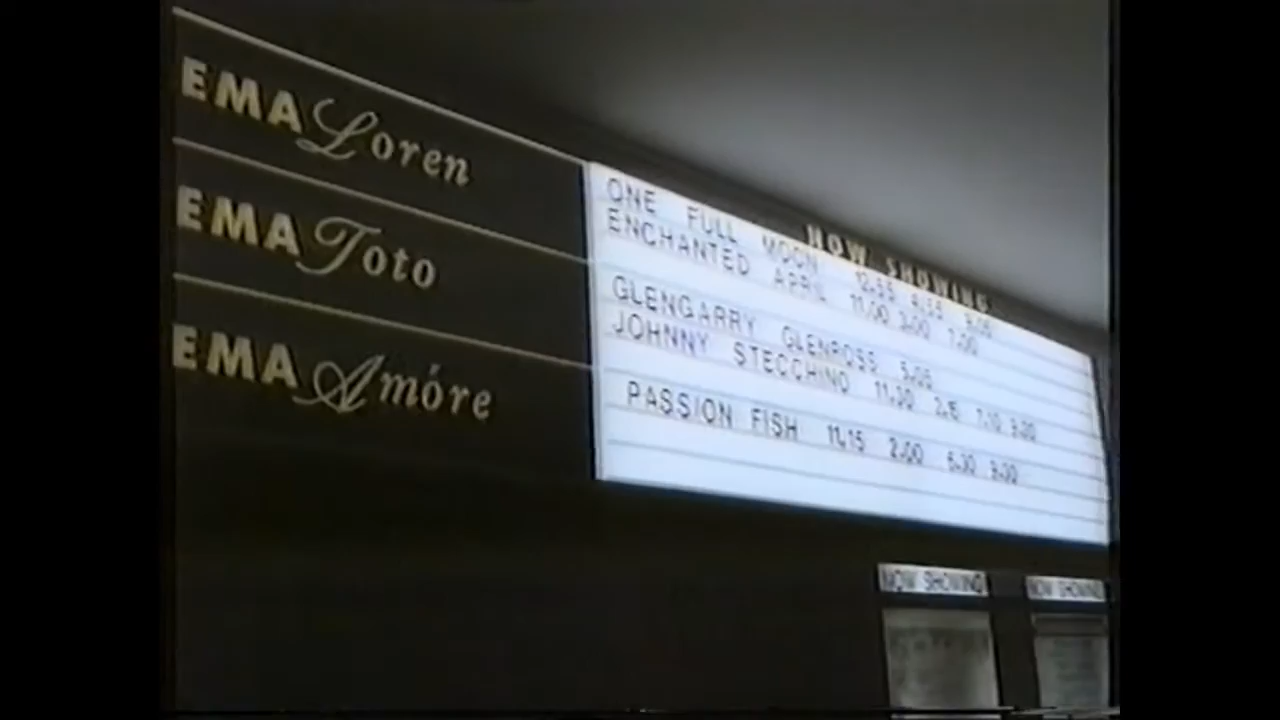 EMA Loren
EMA Toto
EMA Amóre
NOW SHOWING
ONE FULL MOON 12.55 4.55 9.05
ENCHANTED APRIL 11.00 3.00 7.00
GLENGARRY GLENROSS 5.05
JOHNNY STECCHINO 11.30 2.15 7.10 9.30
PASSION FISH 11.15 2.00 6.30 9.00
NOW SHOWING
NOW SHOWING